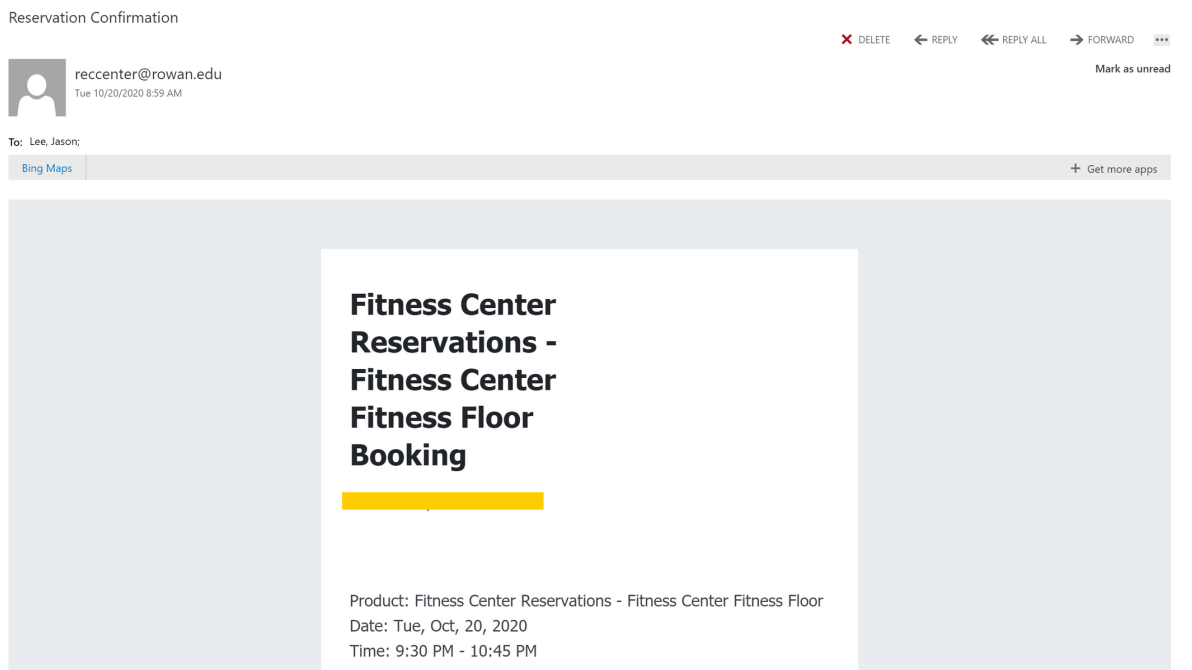 Reservation Confirmation
DELETE REPLY REPLY ALL FORWARD •••
reccenter@rowan.edu
Mark as unread
Tue 10/20/2020 8:59 AM
To: Lee, Jason;
Bing Maps
+ Get more apps
Fitness Center
Reservations -
Fitness Center
Fitness Floor
Booking
Product: Fitness Center Reservations - Fitness Center Fitness Floor
Date: Tue, Oct, 20, 2020
Time: 9:30 PM - 10:45 PM